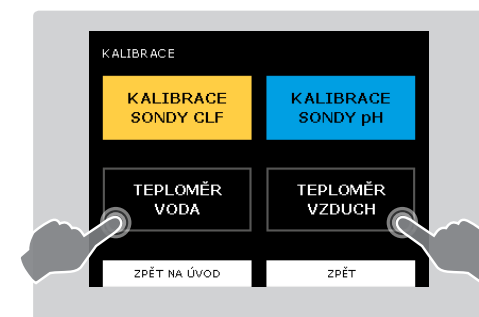 KALIBRACE
KALIBRACE
SONDY CLF
KALIBRACE
SONDY pH
TEPLOMĚR
VODA
TEPLOMĚR
VZDUCH
ZPĚT NA ÚVOD
ZPĚT